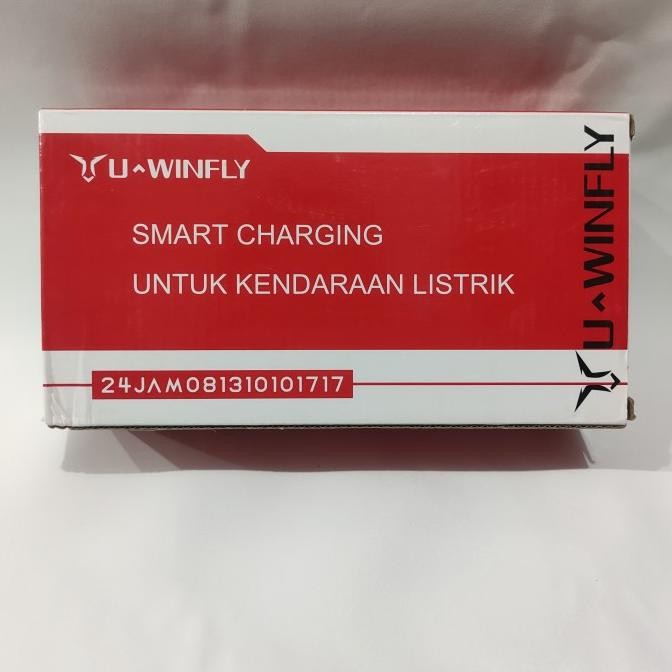 U^WINFLY
SMART CHARGING
UNTUK KENDARAAN LISTRIK
24JAM081310101717
U^WINFLY